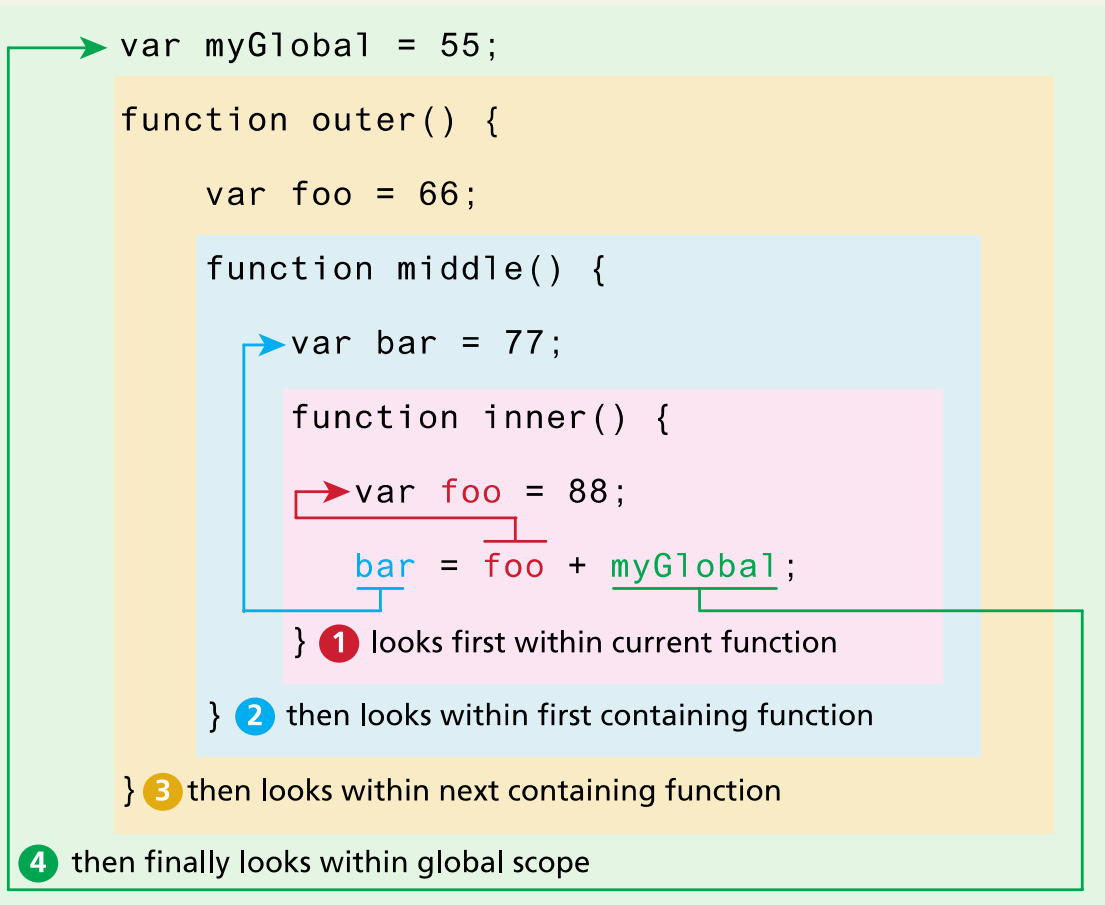 var myGlobal = 55;
function outer() {
var foo = 66;
function middle() {
var bar = 77;
function inner() {
var foo = 88;
bar = foo + myGlobal;
} 1 looks first within current function
} 2 then looks within first containing function
} 3 then looks within next containing function
4 then finally looks within global scope